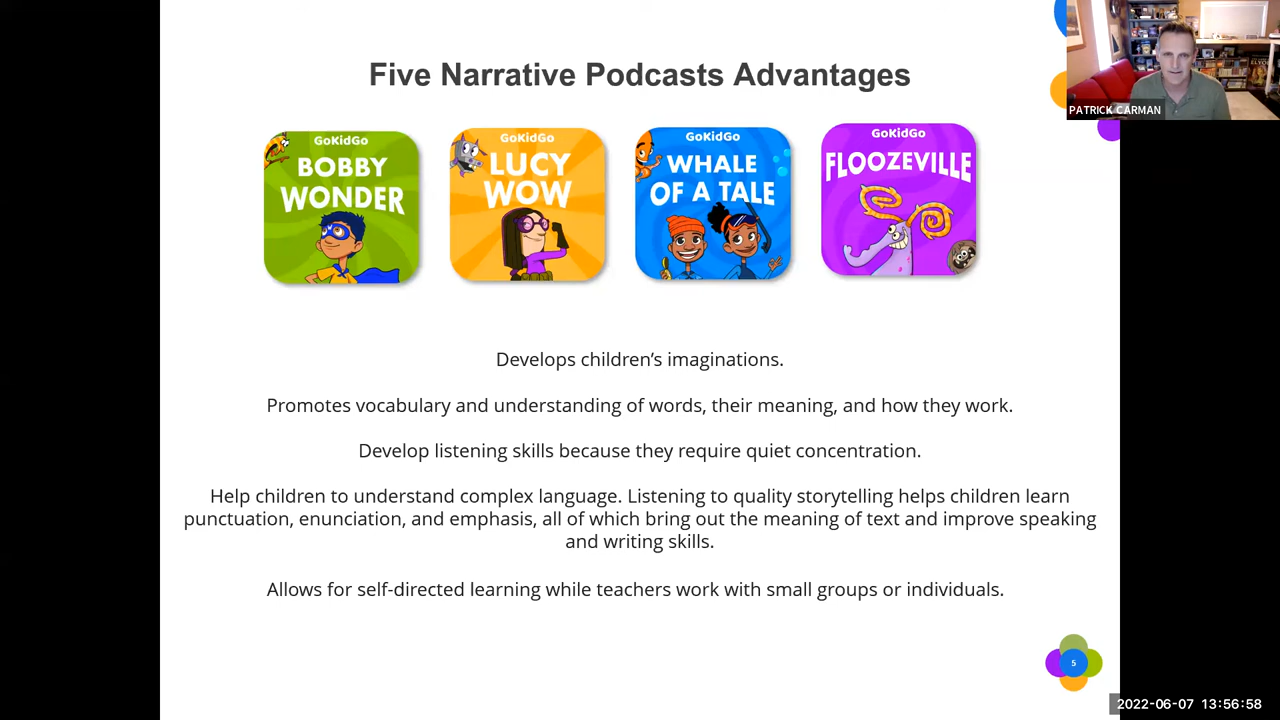 Five Narrative Podcasts Advantages
PATRICK CARMAN
GoKidGo
BOBBY
WONDER
GoKidGo
LUCY
WOW
GoKidGo
WHALE
OF A TALE
GoKidGo
FLOOZEVILLE
Develops children’s imaginations.
Promotes vocabulary and understanding of words, their meaning, and how they work.
Develop listening skills because they require quiet concentration.
Help children to understand complex language. Listening to quality storytelling helps children learn
punctuation, enunciation, and emphasis, all of which bring out the meaning of text and improve speaking
and writing skills.
Allows for self-directed learning while teachers work with small groups or individuals.
5
2022-06-07 13:56:58